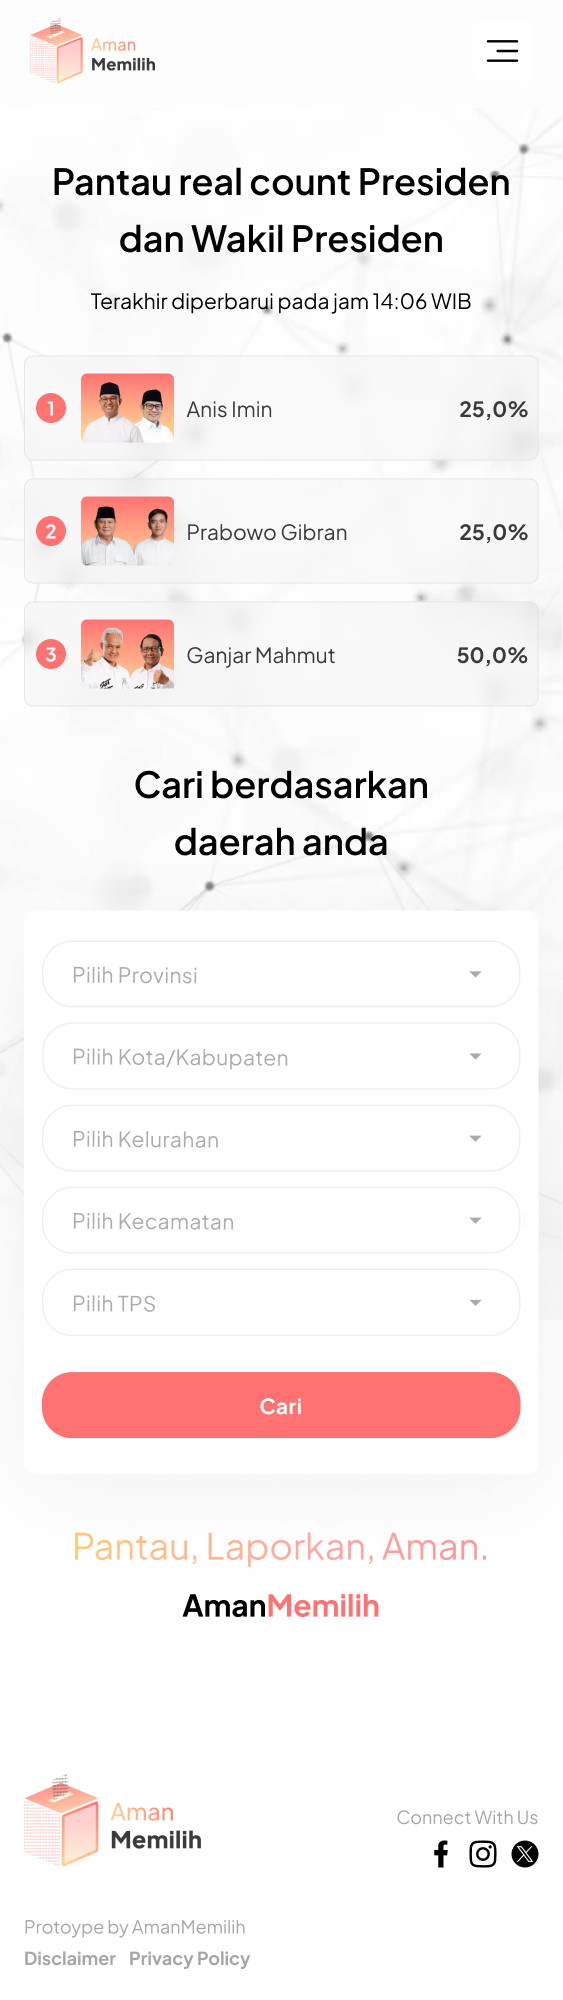 Aman
Memilih
Pantau real count Presiden
dan Wakil Presiden
Terakhir diperbarui pada jam 14:06 WIB
1 Anis Imin 25,0%
2 Prabowo Gibran 25,0%
3 Ganjar Mahmut 50,0%
Cari berdasarkan
daerah anda
Pilih Provinsi
Pilih Kota/Kabupaten
Pilih Kelurahan
Pilih Kecamatan
Pilih TPS
Cari
Pantau, Laporkan, Aman.
AmanMemilih
Aman
Memilih
Connect With Us
Protoype by AmanMemilih
Disclaimer Privacy Policy